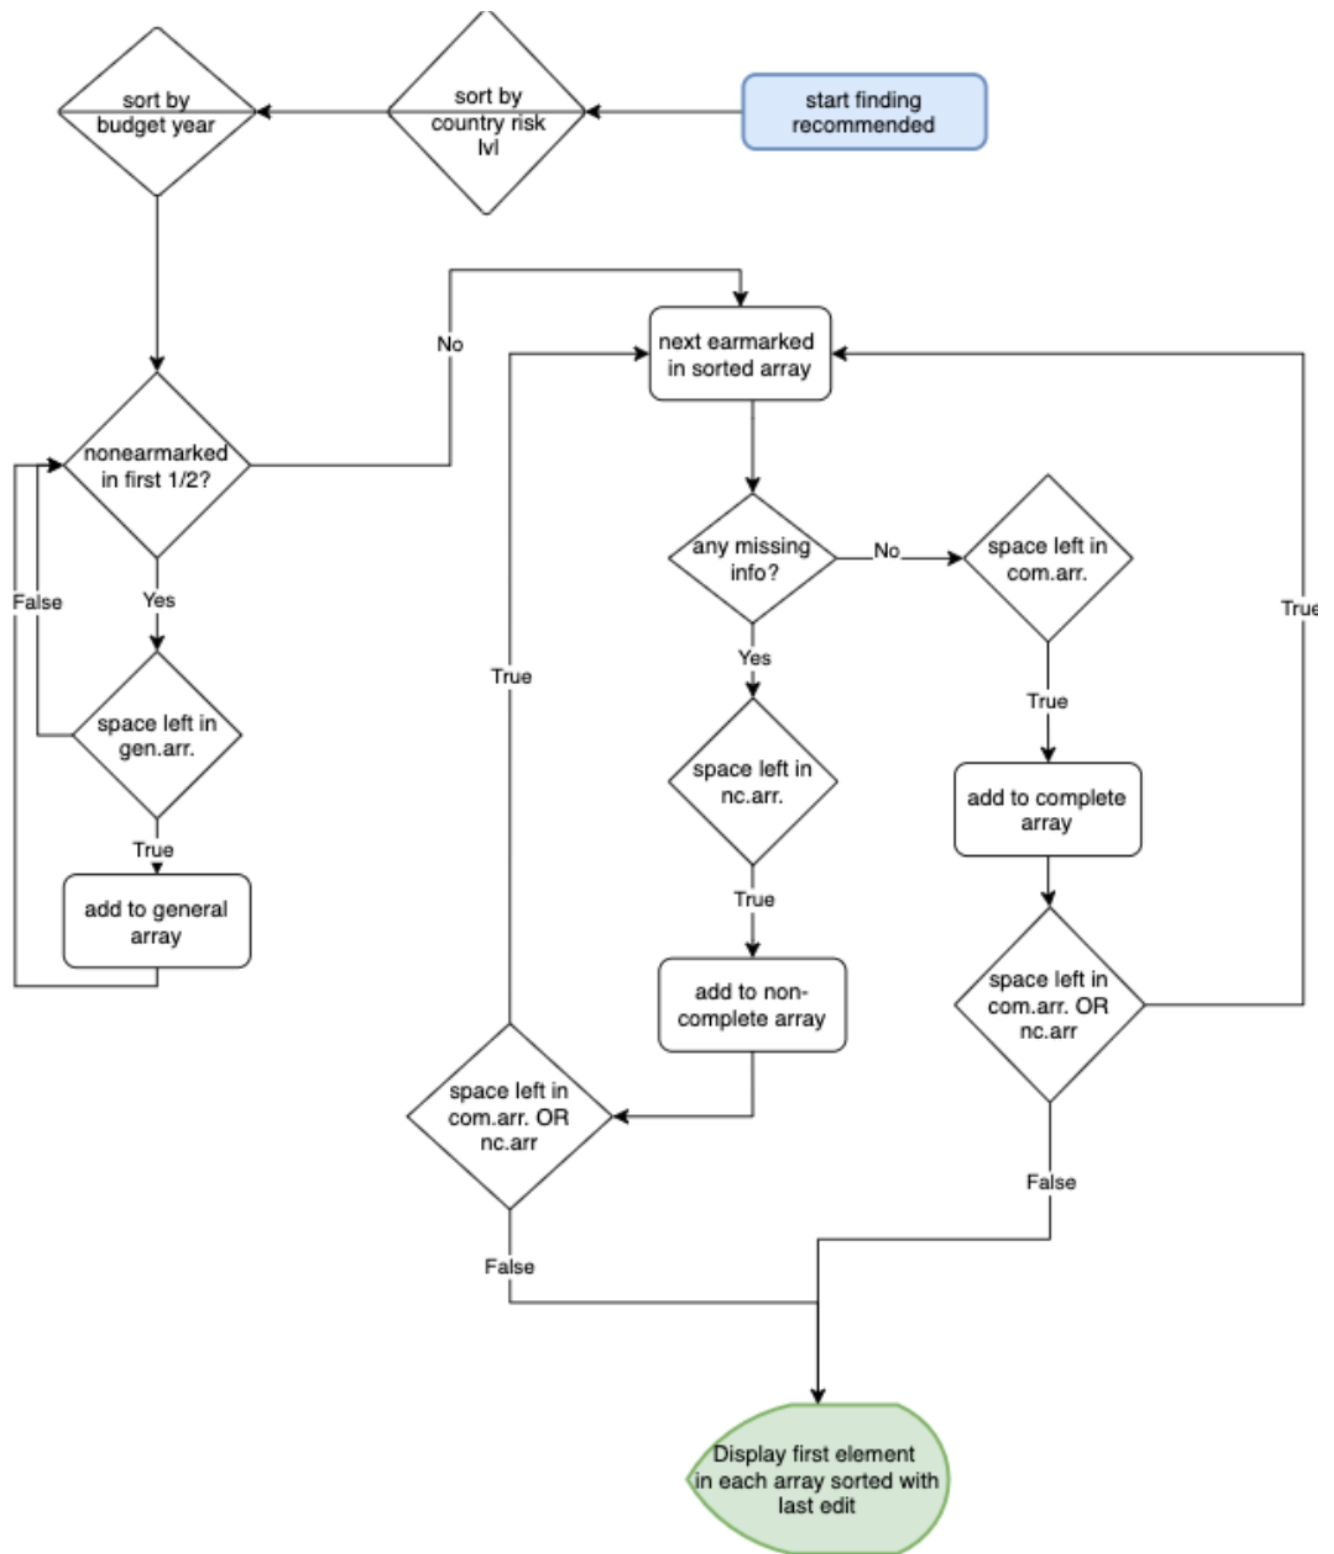 sort by
budget year
sort by
country risk
lvl
start finding
recommended
No
next earmarked
in sorted array
nonearmarked
in first 1/2?
any missing
info?
No
space left in
com.arr.
False
Yes
True
Yes
True
True
space left in
gen.arr.
space left in
nc.arr.
add to complete
array
True
True
add to general
array
add to non-
complete array
space left in
com.arr. OR
nc.arr
space left in
com.arr. OR
nc.arr
False
False
Display first element
in each array sorted with
last edit